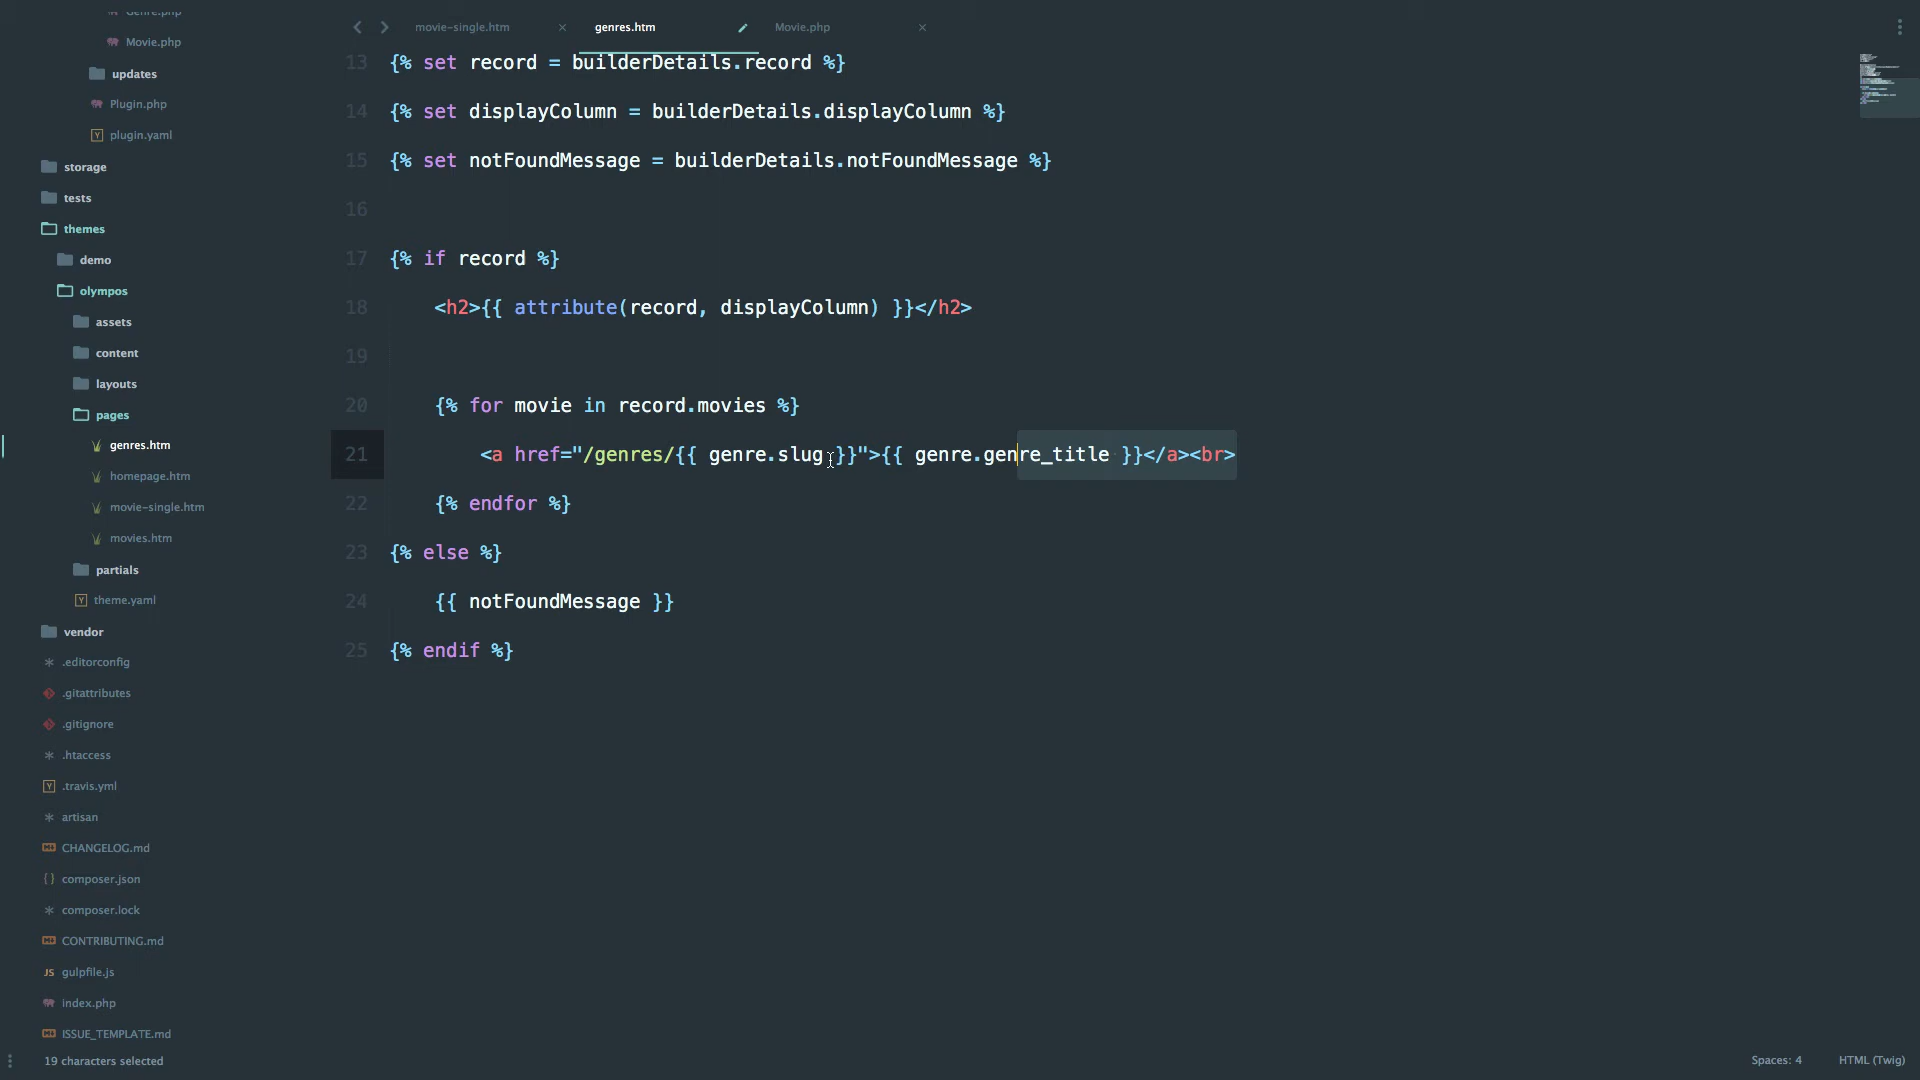 Genre.php
Movie.php
updates
Plugin.php
plugin.yaml
storage
tests
themes
demo
olympos
assets
content
layouts
pages
genres.htm
homepage.htm
movie-single.htm
movies.htm
partials
theme.yaml
vendor
.editorconfig
.gitattributes
.gitignore
.htaccess
.travis.yml
artisan
CHANGELOG.md
composer.json
composer.lock
CONTRIBUTING.md
gulpfile.js
index.php
ISSUE_TEMPLATE.md
movie-single.htm
genres.htm
Movie.php
13 {% set record = builderDetails.record %}
14 {% set displayColumn = builderDetails.displayColumn %}
15 {% set notFoundMessage = builderDetails.notFoundMessage %}
16
17 {% if record %}
18 <h2>{{ attribute(record, displayColumn) }}</h2>
19
20 {% for movie in record.movies %}
21 <a href="/genres/{{ genre.slug }}">{{ genre.genre_title }}</a><br>
22 {% endfor %}
23 {% else %}
24 {{ notFoundMessage }}
25 {% endif %}
19 characters selected
Spaces: 4
HTML (Twig)